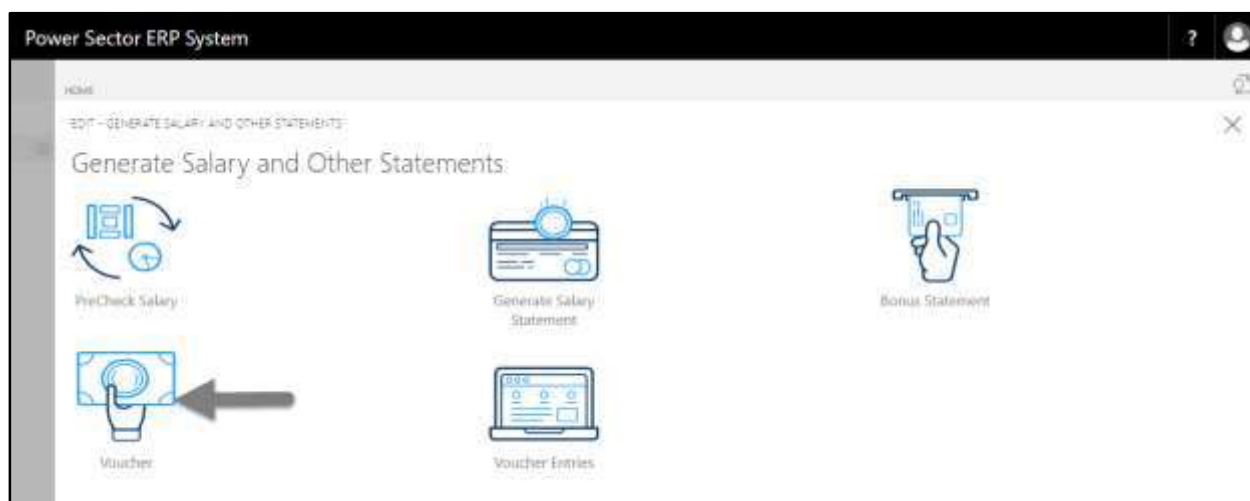 Power Sector ERP System
?
HOME
EDIT - GENERATE SALARY AND OTHER STATEMENTS
Generate Salary and Other Statements
PreCheck Salary
Generate Salary
Statement
Bonus Statement
Voucher
Voucher Entries